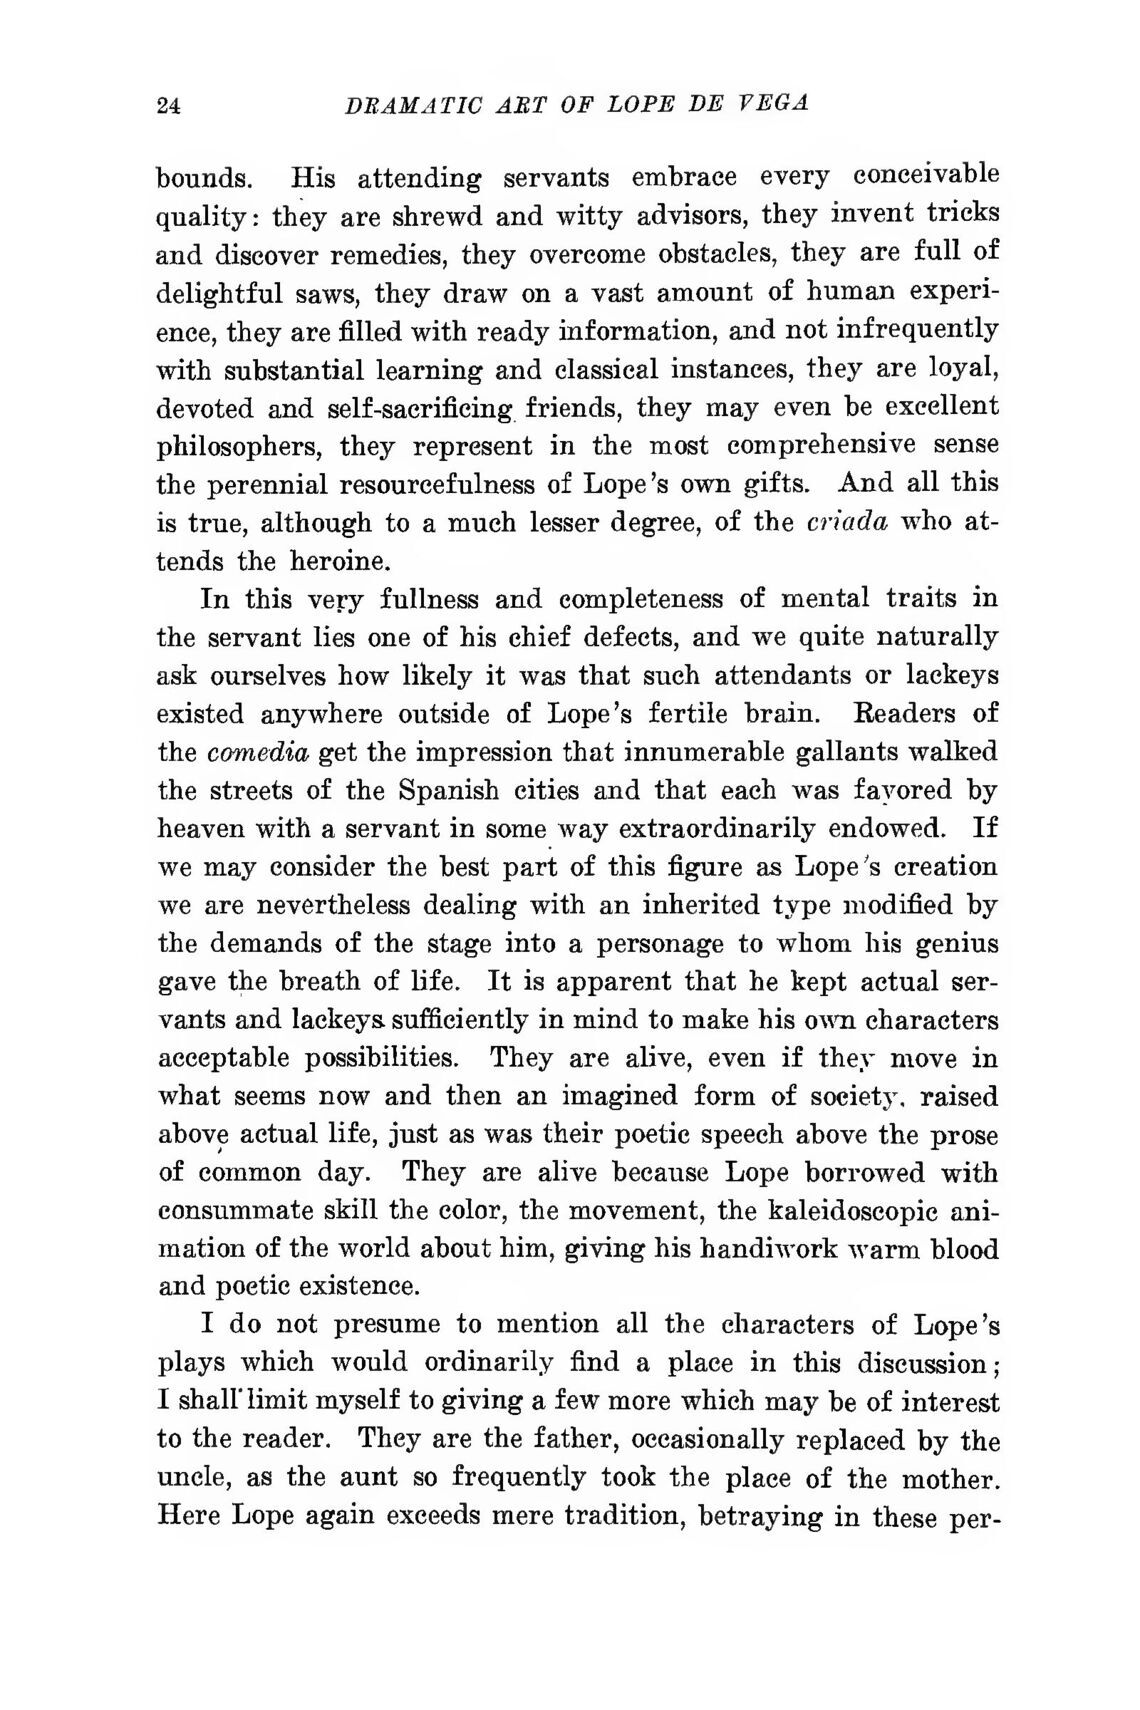 24 DRAMATIC ART OF LOPE DE VEGA
bounds. His attending servants embrace every conceivable
quality: they are shrewd and witty advisors, they invent tricks
and discover remedies, they overcome obstacles, they are full of
delightful saws, they draw on a vast amount of human experi-
ence, they are filled with ready information, and not infrequently
with substantial learning and classical instances, they are loyal,
devoted and self-sacrificing friends, they may even be excellent
philosophers, they represent in the most comprehensive sense
the perennial resourcefulness of Lope's own gifts. And all this
is true, although to a much lesser degree, of the criada who at-
tends the heroine.
In this very fullness and completeness of mental traits in
the servant lies one of his chief defects, and we quite naturally
ask ourselves how likely it was that such attendants or lackeys
existed anywhere outside of Lope's fertile brain. Readers of
the comedia get the impression that innumerable gallants walked
the streets of the Spanish cities and that each was favored by
heaven with a servant in some way extraordinarily endowed. If
we may consider the best part of this figure as Lope's creation
we are nevertheless dealing with an inherited type modified by
the demands of the stage into a personage to whom his genius
gave the breath of life. It is apparent that he kept actual ser-
vants and lackeys sufficiently in mind to make his own characters
acceptable possibilities. They are alive, even if they move in
what seems now and then an imagined form of society, raised
above actual life, just as was their poetic speech above the prose
of common day. They are alive because Lope borrowed with
consummate skill the color, the movement, the kaleidoscopic ani-
mation of the world about him, giving his handiwork warm blood
and poetic existence.
I do not presume to mention all the characters of Lope's
plays which would ordinarily find a place in this discussion;
I shall limit myself to giving a few more which may be of interest
to the reader. They are the father, occasionally replaced by the
uncle, as the aunt so frequently took the place of the mother.
Here Lope again exceeds mere tradition, betraying in these per-